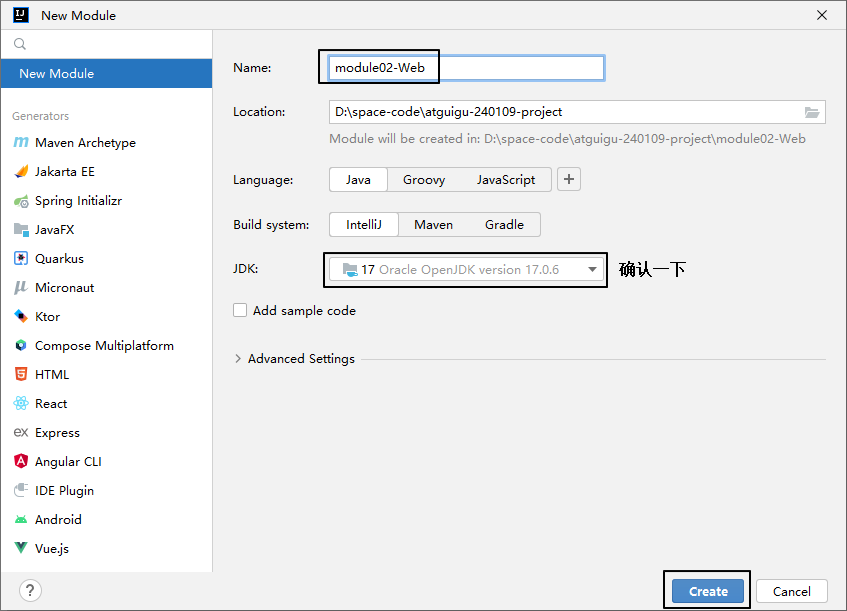 New Module
New Module
Generators
Maven Archetype
Jakarta EE
Spring Initializr
JavaFX
Quarkus
Micronaut
Ktor
Compose Multiplatform
HTML
React
Express
Angular CLI
IDE Plugin
Android
Vue.js
Name: module02-Web
Location: D:\space-code\atguigu-240109-project
Module will be created in: D:\space-code\atguigu-240109-project\module02-Web
Language: Java Groovy JavaScript +
Build system: IntelliJ Maven Gradle
JDK: 17 Oracle OpenJDK version 17.0.6 确认一下
Add sample code
Advanced Settings
? Create Cancel